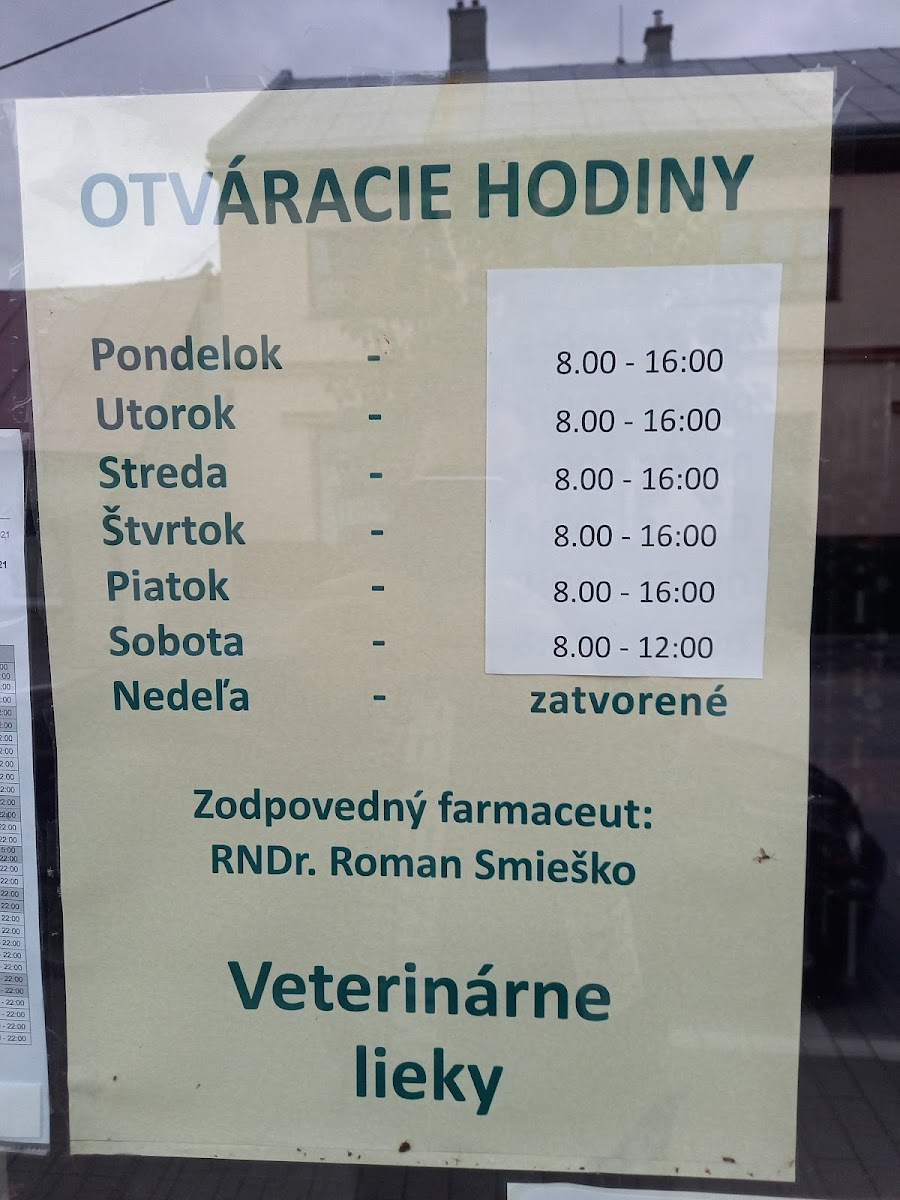 OTVÁRACIE HODINY
Pondelok - 8.00 - 16:00
Utorok - 8.00 - 16:00
Streda - 8.00 - 16:00
Štvrtok - 8.00 - 16:00
Piatok - 8.00 - 16:00
Sobota - 8.00 - 12:00
Nedeľa - zatvorené
Zodpovedný farmaceut:
RNDr. Roman Smieško
Veterinárne
lieky